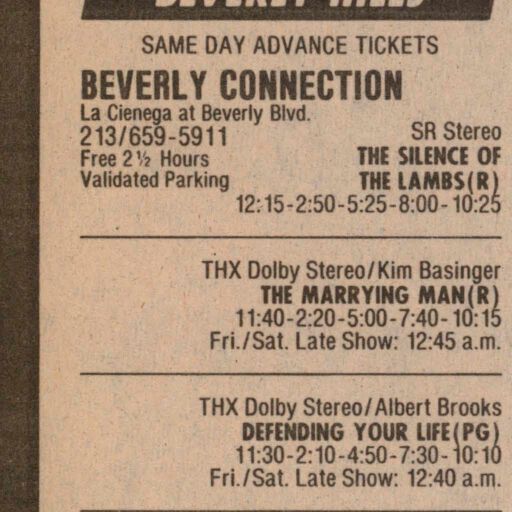 BEVERLY HILLS
SAME DAY ADVANCE TICKETS
BEVERLY CONNECTION
La Cienega at Beverly Blvd.
213/659-5911
Free 2½ Hours
Validated Parking
SR Stereo
THE SILENCE OF
THE LAMBS(R)
12:15-2:50-5:25-8:00-10:25
THX Dolby Stereo/Kim Basinger
THE MARRYING MAN(R)
11:40-2:20-5:00-7:40-10:15
Fri./Sat. Late Show: 12:45 a.m.
THX Dolby Stereo/Albert Brooks
DEFENDING YOUR LIFE(PG)
11:30-2:10-4:50-7:30-10:10
Fri./Sat. Late Show: 12:40 a.m.